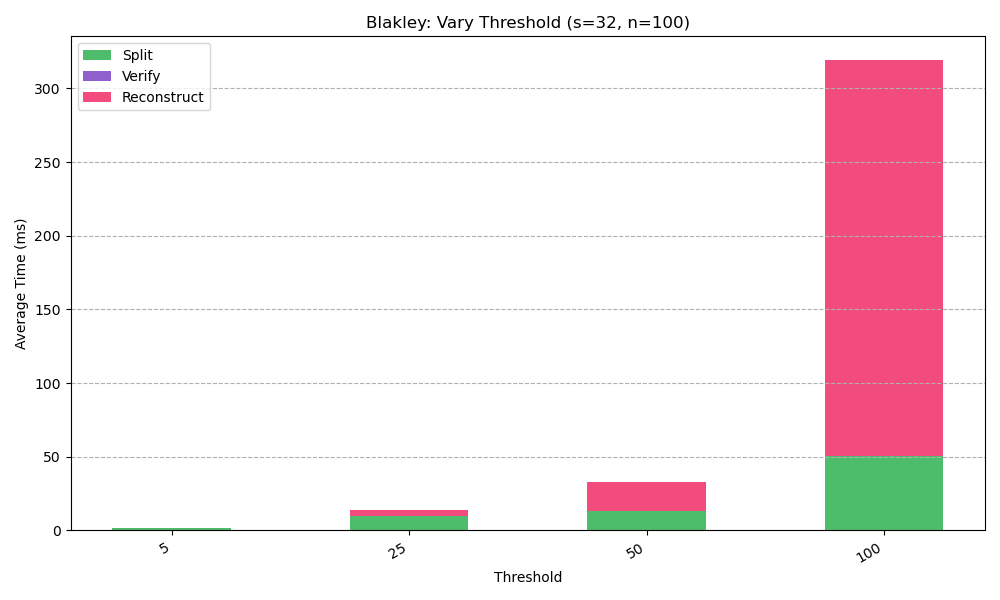 Blakley: Vary Threshold (s=32, n=100)
Split
Verify
Reconstruct
300
250
200
150
100
50
0
Average Time (ms)
5
25
50
100
Threshold